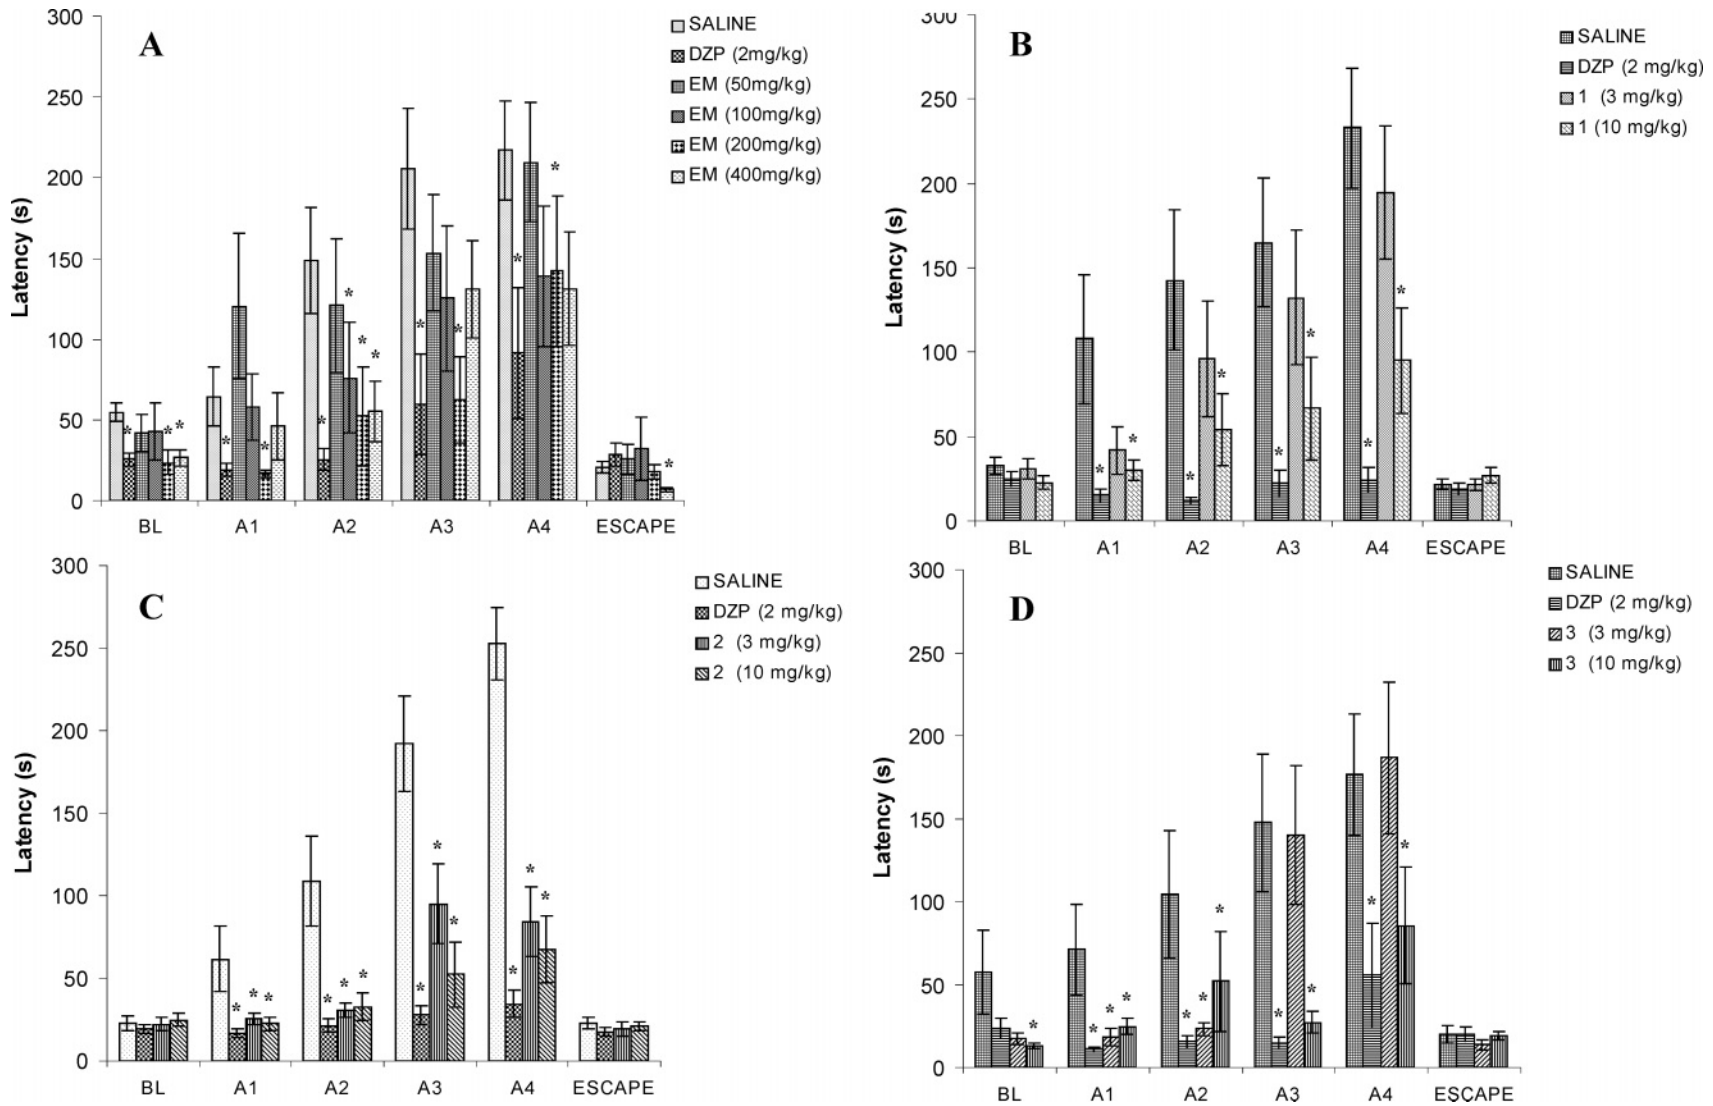 A
Latency (s)
300
250
200
150
100
50
0
SALINE
DZP (2mg/kg)
EM (50mg/kg)
EM (100mg/kg)
EM (200mg/kg)
EM (400mg/kg)
* * * * * * * * * * * * * *
BL A1 A2 A3 A4 ESCAPE
B
Latency (s)
300
250
200
150
100
50
0
SALINE
DZP (2 mg/kg)
1 (3 mg/kg)
1 (10 mg/kg)
* * * * * * * *
BL A1 A2 A3 A4 ESCAPE
C
Latency (s)
300
250
200
150
100
50
0
SALINE
DZP (2 mg/kg)
2 (3 mg/kg)
2 (10 mg/kg)
* * * * * * * * * * * *
BL A1 A2 A3 A4 ESCAPE
D
Latency (s)
300
250
200
150
100
50
0
SALINE
DZP (2 mg/kg)
3 (3 mg/kg)
3 (10 mg/kg)
* * * * * * * * * * *
BL A1 A2 A3 A4 ESCAPE